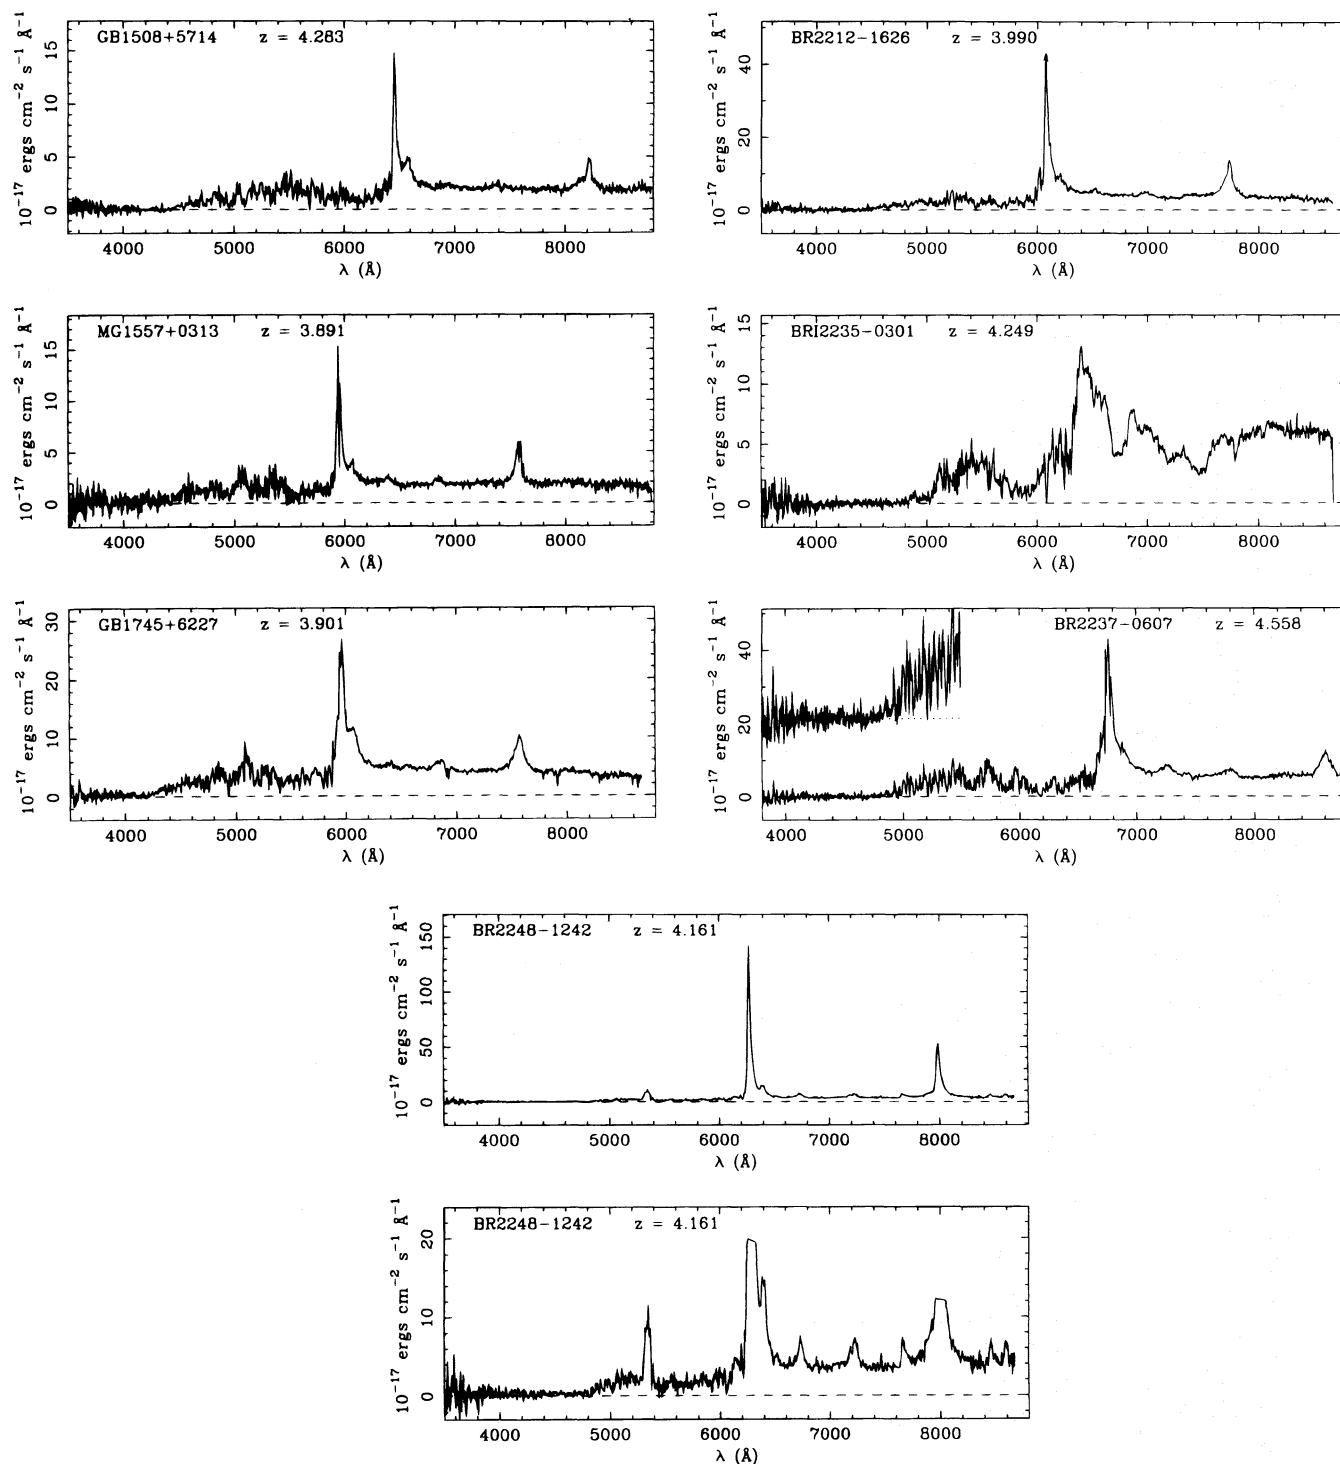 GB1508+5714 z = 4.283
10⁻¹⁷ ergs cm⁻² s⁻¹ Å⁻¹
15
10
5
0
4000 5000 6000 7000 8000
λ (Å)
BR2212−1626 z = 3.990
10⁻¹⁷ ergs cm⁻² s⁻¹ Å⁻¹
40
20
0
4000 5000 6000 7000 8000
λ (Å)
MG1557+0313 z = 3.891
10⁻¹⁷ ergs cm⁻² s⁻¹ Å⁻¹
15
10
5
0
4000 5000 6000 7000 8000
λ (Å)
BRI2235−0301 z = 4.249
10⁻¹⁷ ergs cm⁻² s⁻¹ Å⁻¹
15
10
5
0
4000 5000 6000 7000 8000
λ (Å)
GB1745+6227 z = 3.901
10⁻¹⁷ ergs cm⁻² s⁻¹ Å⁻¹
30
20
10
0
4000 5000 6000 7000 8000
λ (Å)
BR2237−0607 z = 4.558
10⁻¹⁷ ergs cm⁻² s⁻¹ Å⁻¹
40
20
0
4000 5000 6000 7000 8000
λ (Å)
BR2248−1242 z = 4.161
10⁻¹⁷ ergs cm⁻² s⁻¹ Å⁻¹
150
100
50
0
4000 5000 6000 7000 8000
λ (Å)
BR2248−1242 z = 4.161
10⁻¹⁷ ergs cm⁻² s⁻¹ Å⁻¹
20
10
0
4000 5000 6000 7000 8000
λ (Å)